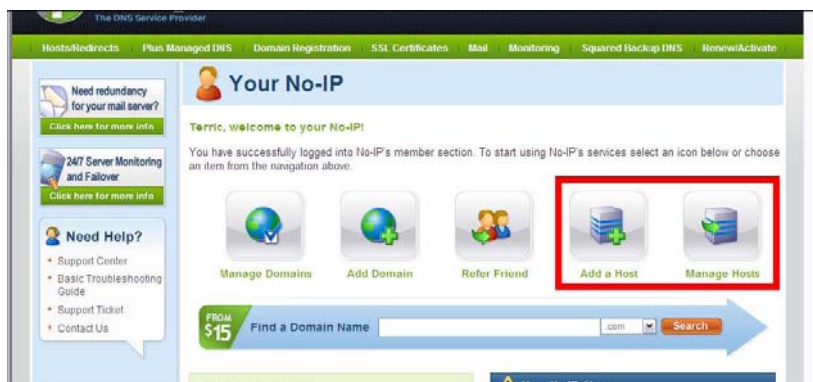 The DNS Service Provider
Hosts/Redirects Plus Managed DNS Domain Registration SSL Certificates Mail Monitoring Squared Backup DNS Renew/Activate
Need redundancy
for your mail server?
Click here for more info
24/7 Server Monitoring
and Failover
Click here for more info
Need Help?
Support Center
Basic Troubleshooting
Guide
Support Ticket
Contact Us
Your No-IP
Terric, welcome to your No-IP!
You have successfully logged into No-IP's member section. To start using No-IP's services select an icon below or choose
an item from the navigation above.
Manage Domains Add Domain Refer Friend Add a Host Manage Hosts
FROM
$15
Find a Domain Name .com Search